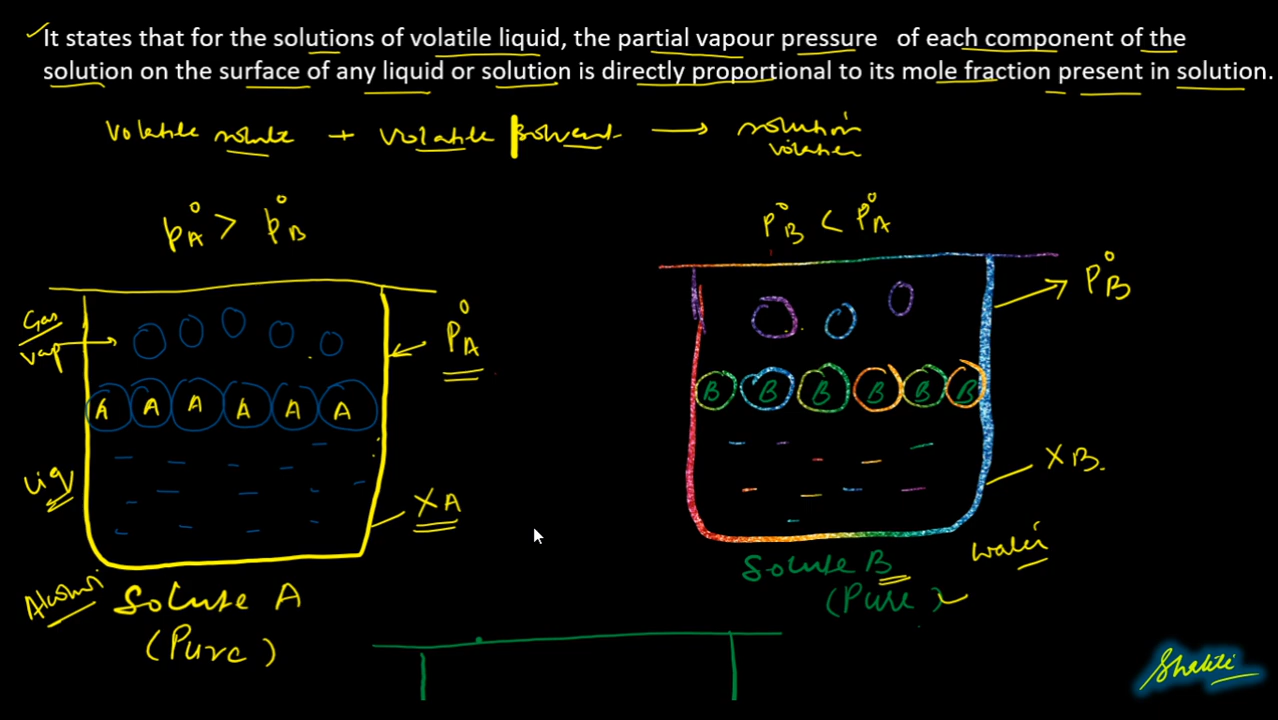 It states that for the solutions of volatile liquid, the partial vapour pressure of each component of the
solution on the surface of any liquid or solution is directly proportional to its mole fraction present in solution.
Volatile solute + volatile solvent → solution
volatile
p°A > p°B
P°B < P°A
Gas
vap
P°A
P°B
A A A A A A
B B B B B B
Liq
XA
XB.
Alcohol
Solute A
(Pure)
Solute B
(Pure)
water
Shakti